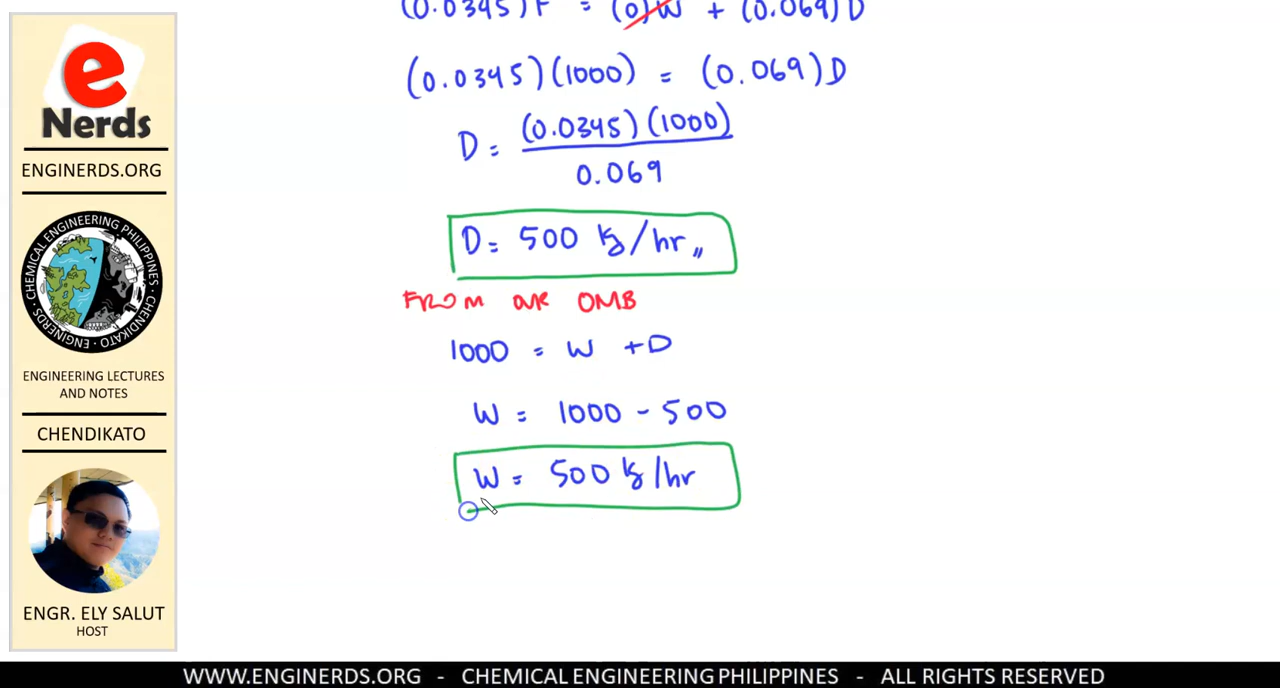 (0.0345) F = (0) W + (0.069) D
(0.0345)(1000) = (0.069) D
D = (0.0345)(1000)
0.069
D = 500 kg/hr,,
FROM OUR OMB
1000 = W + D
W = 1000 - 500
W = 500 kg/hr
e
Nerds
ENGINERDS.ORG
CHEMICAL ENGINEERING PHILIPPINES
· CHENDIKATO · ENGINERDS ·
ENGINEERING LECTURES
AND NOTES
CHENDIKATO
ENGR. ELY SALUT
HOST
WWW.ENGINERDS.ORG - CHEMICAL ENGINEERING PHILIPPINES - ALL RIGHTS RESERVED